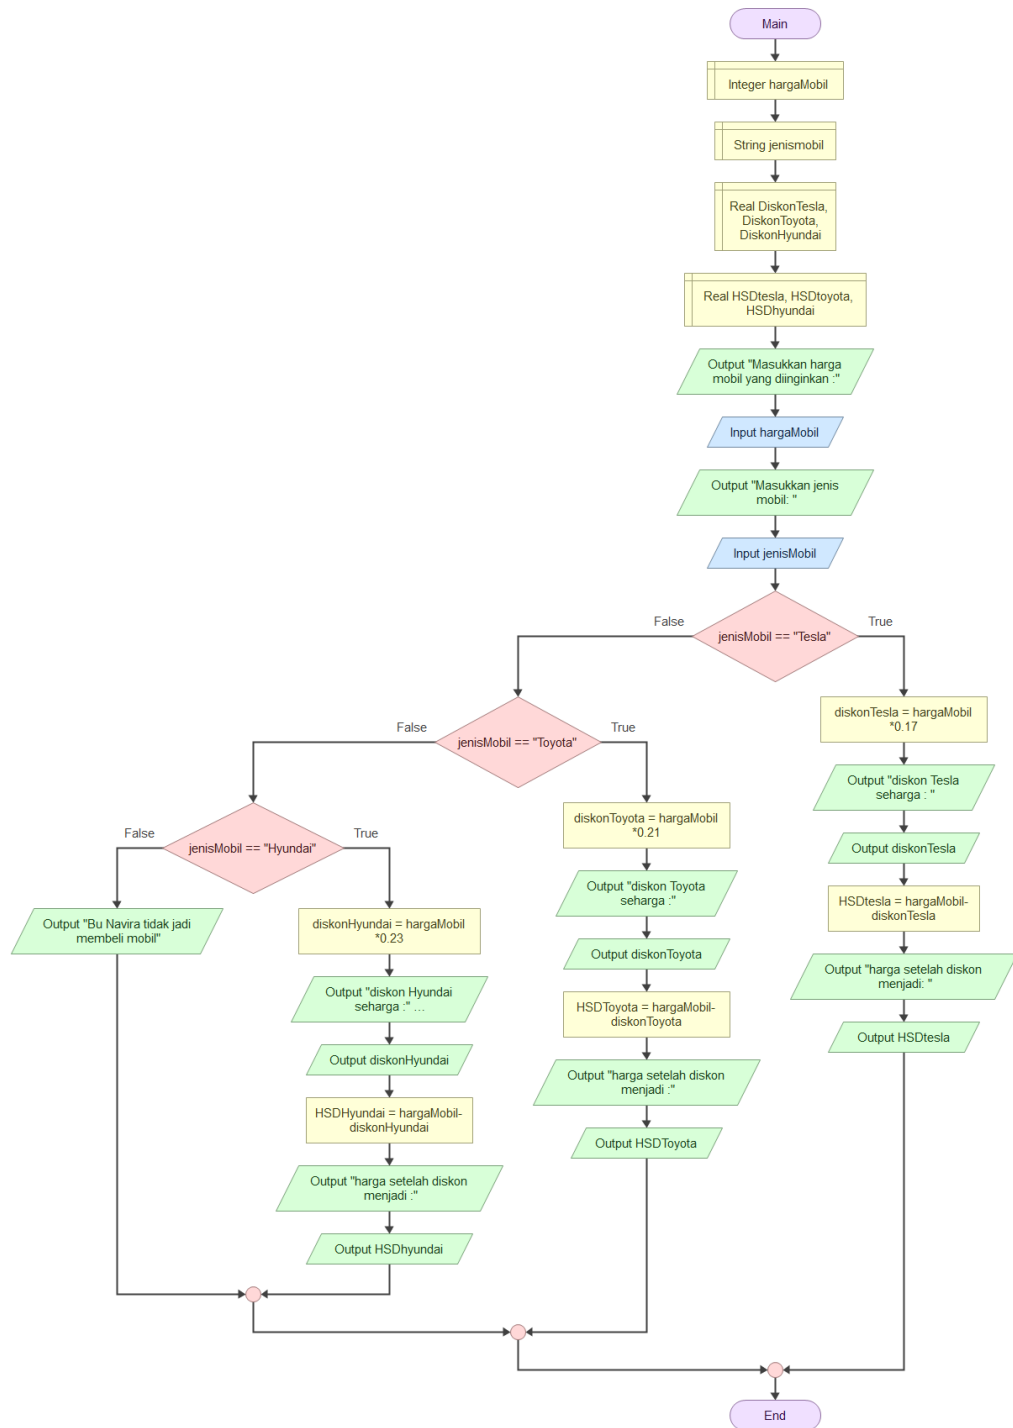 Main
Integer hargaMobil
String jenismobil
Real DiskonTesla,
DiskonToyota,
DiskonHyundai
Real HSDtesla, HSDtoyota,
HSDhyundai
Output "Masukkan harga
mobil yang diinginkan :"
Input hargaMobil
Output "Masukkan jenis
mobil: "
Input jenisMobil
jenisMobil == "Tesla"
False
True
diskonTesla = hargaMobil
*0.17
Output "diskon Tesla
seharga : "
Output diskonTesla
HSDtesla = hargaMobil-
diskonTesla
Output "harga setelah diskon
menjadi: "
Output HSDtesla
jenisMobil == "Toyota"
False
True
diskonToyota = hargaMobil
*0.21
Output "diskon Toyota
seharga :"
Output diskonToyota
HSDToyota = hargaMobil-
diskonToyota
Output "harga setelah diskon
menjadi :"
Output HSDToyota
jenisMobil == "Hyundai"
False
True
Output "Bu Navira tidak jadi
membeli mobil"
diskonHyundai = hargaMobil
*0.23
Output "diskon Hyundai
seharga :" ...
Output diskonHyundai
HSDHyundai = hargaMobil-
diskonHyundai
Output "harga setelah diskon
menjadi :"
Output HSDhyundai
End